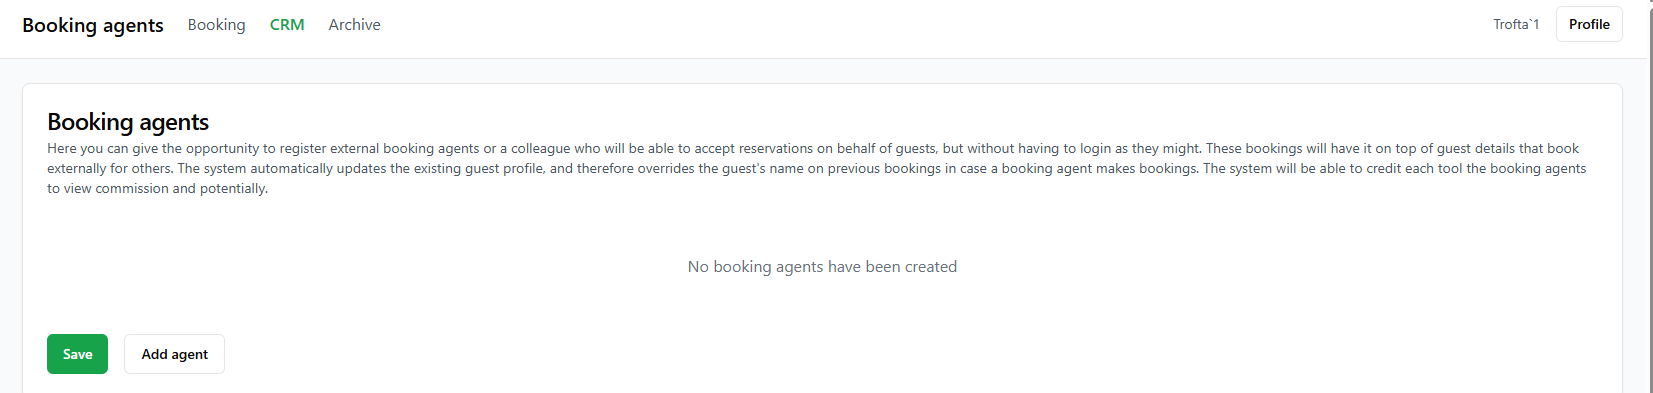 Booking agents Booking CRM Archive Trofta`1 Profile
Booking agents
Here you can give the opportunity to register external booking agents or a colleague who will be able to accept reservations on behalf of guests, but without having to login as they might. These bookings will have it on top of guest details that book
externally for others. The system automatically updates the existing guest profile, and therefore overrides the guest's name on previous bookings in case a booking agent makes bookings. The system will be able to credit each tool the booking agents
to view commission and potentially.
No booking agents have been created
Save Add agent